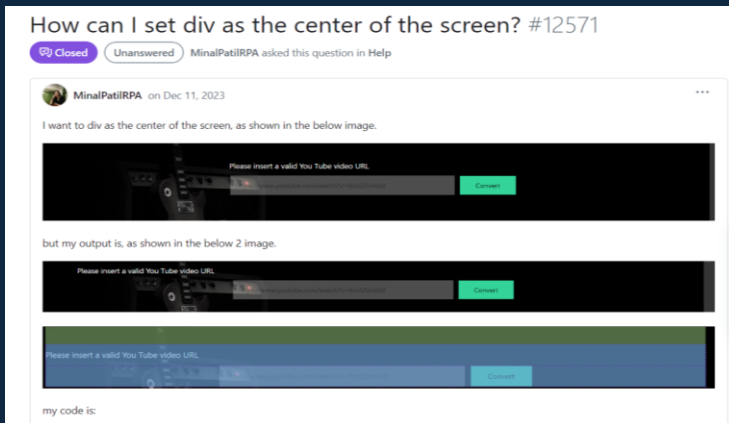 How can I set div as the center of the screen? #12571
Closed Unanswered MinalPatilRPA asked this question in Help
MinalPatilRPA on Dec 11, 2023 ...
I want to div as the center of the screen, as shown in the below image.
Please insert a valid You Tube video URL
Convert
but my output is, as shown in the below 2 image.
Please insert a valid You Tube video URL
Convert
Please insert a valid You Tube video URL
Convert
my code is: